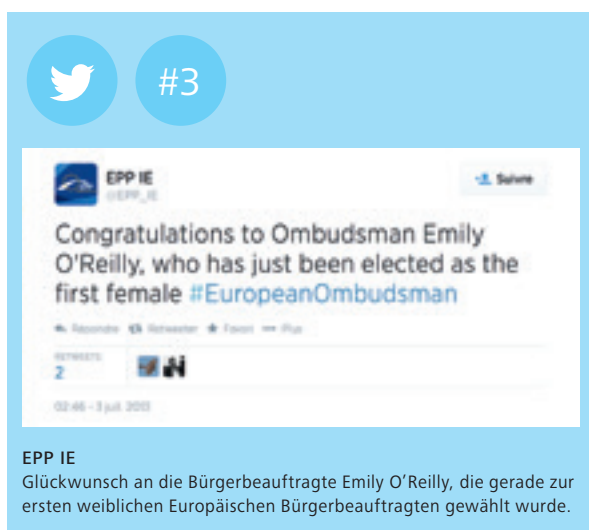 #3
EPP IE
@EPP_IE
Suivre
Congratulations to Ombudsman Emily
O'Reilly, who has just been elected as the
first female #EuropeanOmbudsman
Répondre Retweeter Favori Plus
RETWEETS
2
02:46 - 3 juil. 2013
EPP IE
Glückwunsch an die Bürgerbeauftragte Emily O’Reilly, die gerade zur
ersten weiblichen Europäischen Bürgerbeauftragten gewählt wurde.